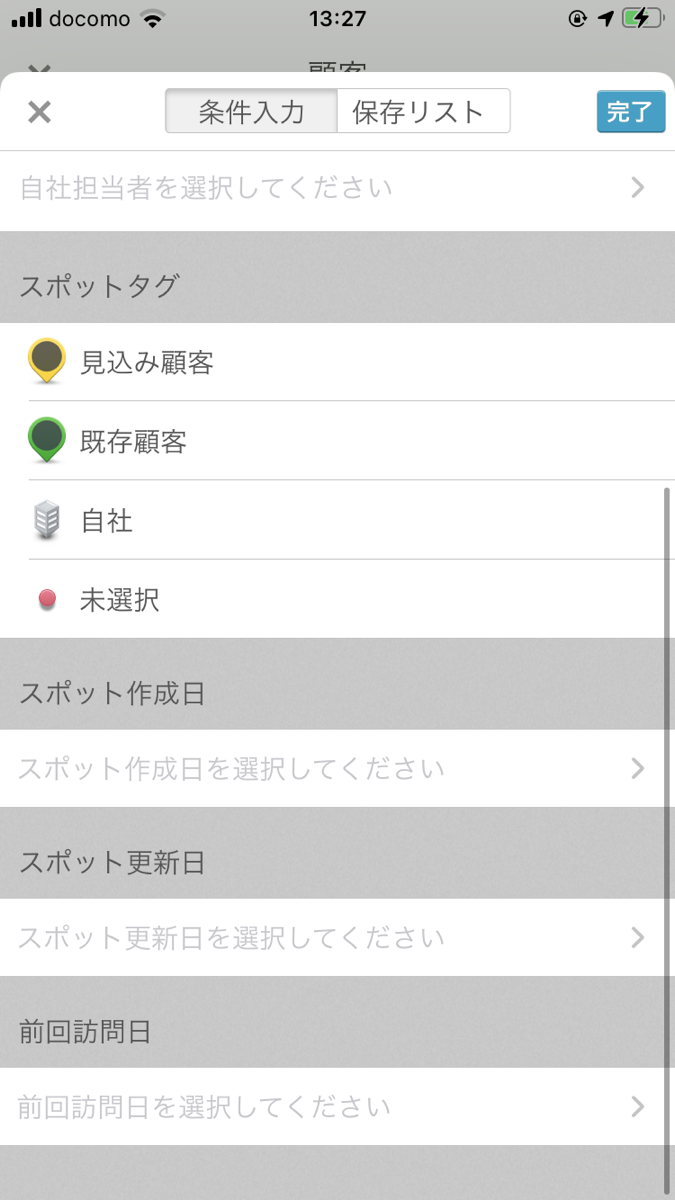 docomo
13:27
顧客
条件入力
保存リスト
完了
自社担当者を選択してください
スポットタグ
見込み顧客
既存顧客
自社
未選択
スポット作成日
スポット作成日を選択してください
スポット更新日
スポット更新日を選択してください
前回訪問日
前回訪問日を選択してください